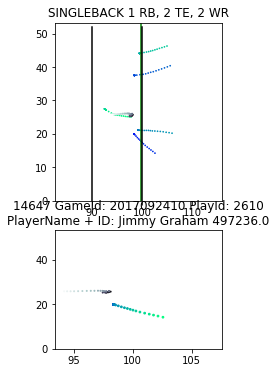 SINGLEBACK 1 RB, 2 TE, 2 WR
50
40
30
20
10
0
90 100 110
14647 GameId: 2017092410 PlayId: 2610
PlayerName + ID: Jimmy Graham 497236.0
40
20
0
95 100 105